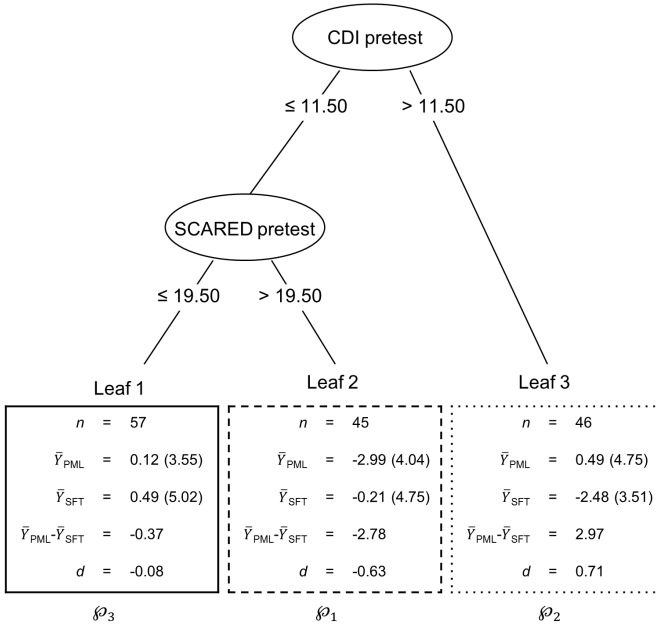 CDI pretest
≤ 11.50 > 11.50
SCARED pretest
≤ 19.50 > 19.50
Leaf 1 Leaf 2 Leaf 3
n = 57
Ȳ_PML = 0.12 (3.55)
Ȳ_SFT = 0.49 (5.02)
Ȳ_PML-Ȳ_SFT = -0.37
d = -0.08
n = 45
Ȳ_PML = -2.99 (4.04)
Ȳ_SFT = -0.21 (4.75)
Ȳ_PML-Ȳ_SFT = -2.78
d = -0.63
n = 46
Ȳ_PML = 0.49 (4.75)
Ȳ_SFT = -2.48 (3.51)
Ȳ_PML-Ȳ_SFT = 2.97
d = 0.71
℘₃ ℘₁ ℘₂